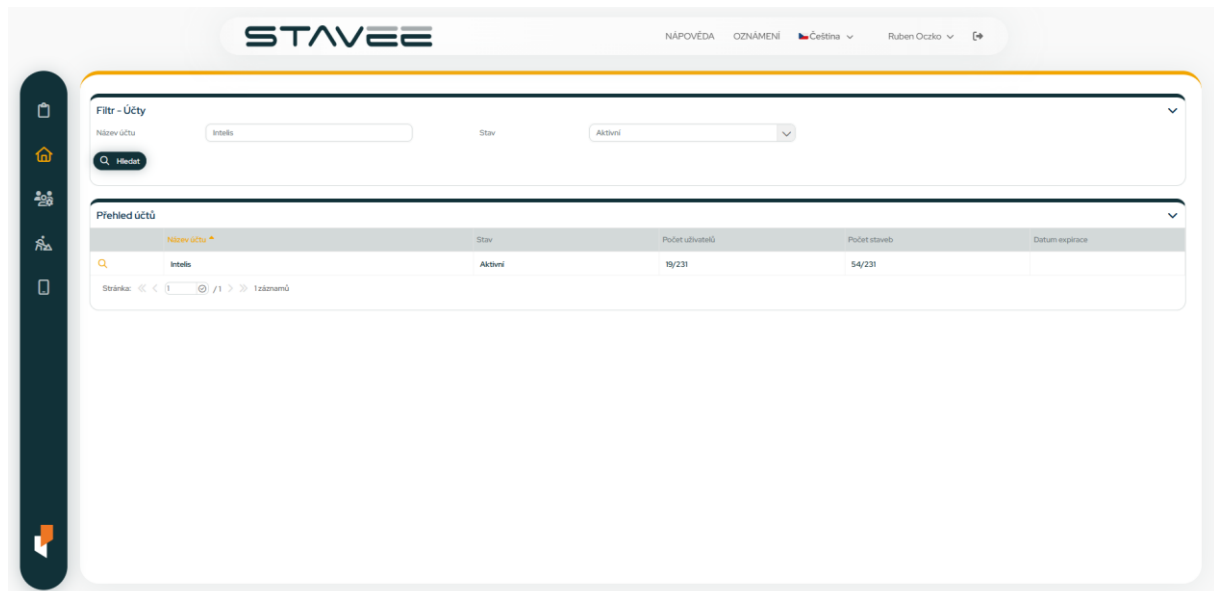 STAVEE
NÁPOVĚDA OZNÁMENÍ Čeština Ruben Oczko
Filtr - Účty
Název účtu Intelis Stav Aktivní
Hledat
Přehled účtů
Název účtu Stav Počet uživatelů Počet staveb Datum expirace
Intelis Aktivní 19/231 54/231
Stránka: 1 / 1 1 záznamů